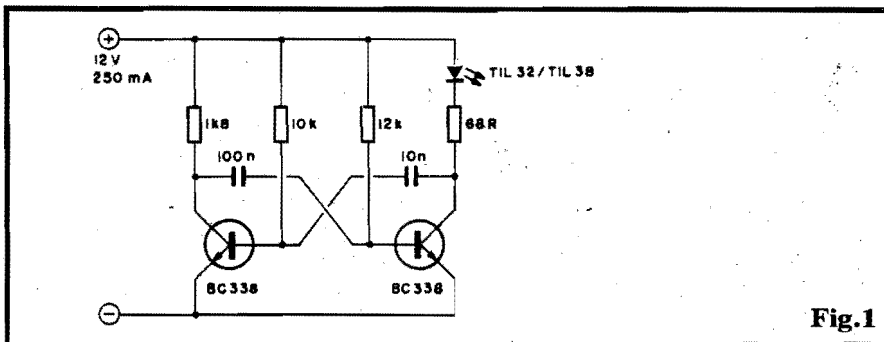 +
12 V
250 mA
TIL 32 / TIL 38
1k8
10k
12k
68R
100n
10n
BC338
BC338
−
Fig.1